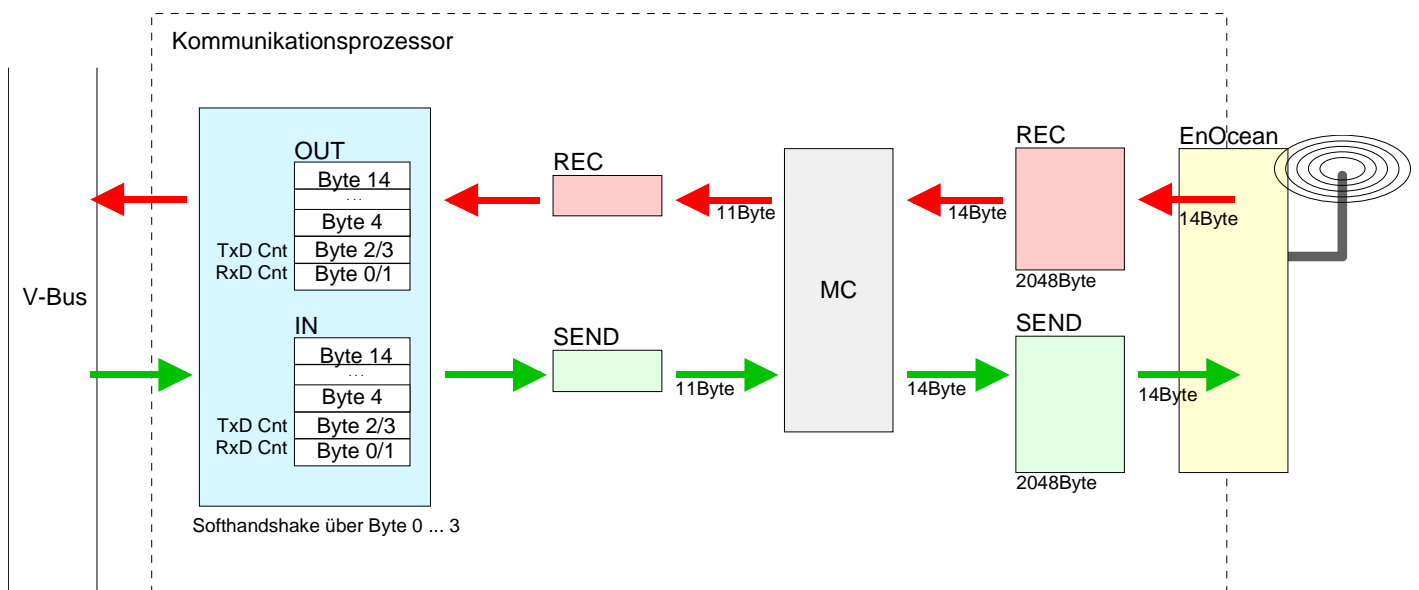 Kommunikationsprozessor
V-Bus
OUT
Byte 14
...
Byte 4
TxD Cnt Byte 2/3
RxD Cnt Byte 0/1
IN
Byte 14
...
Byte 4
TxD Cnt Byte 2/3
RxD Cnt Byte 0/1
Softhandshake über Byte 0 ... 3
REC
11Byte
SEND
11Byte
MC
14Byte
14Byte
REC
2048Byte
SEND
2048Byte
EnOcean
14Byte
14Byte